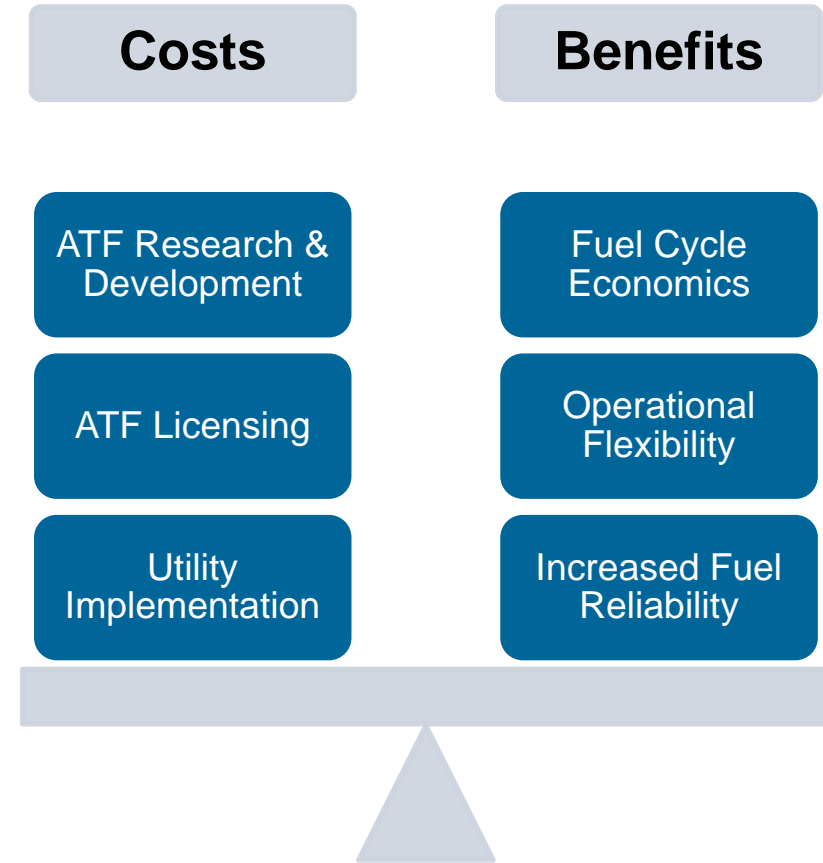 Costs
Benefits
ATF Research &
Development
Fuel Cycle
Economics
ATF Licensing
Operational
Flexibility
Utility
Implementation
Increased Fuel
Reliability